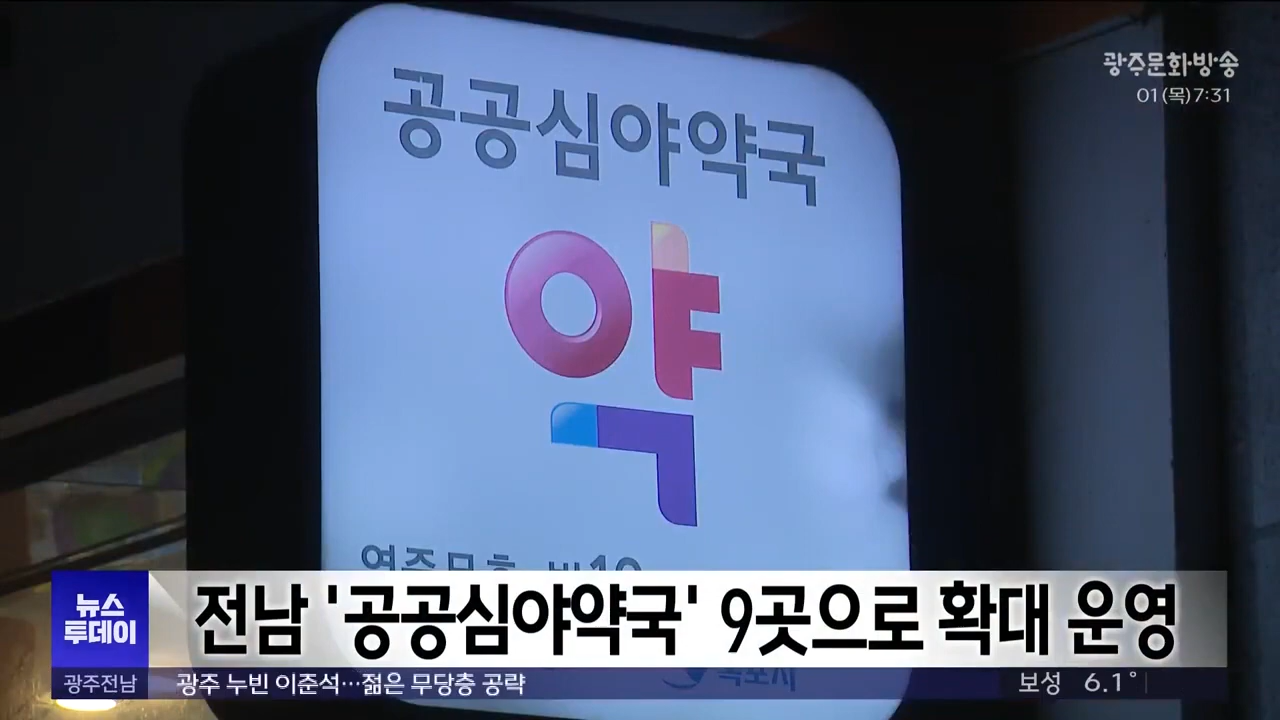 광주문화방송
01(목)7:31
공공심야약국
약
뉴스
투데이
전남 '공공심야약국' 9곳으로 확대 운영
광주전남
광주 누빈 이준석…젊은 무당층 공략
보성 6.1°